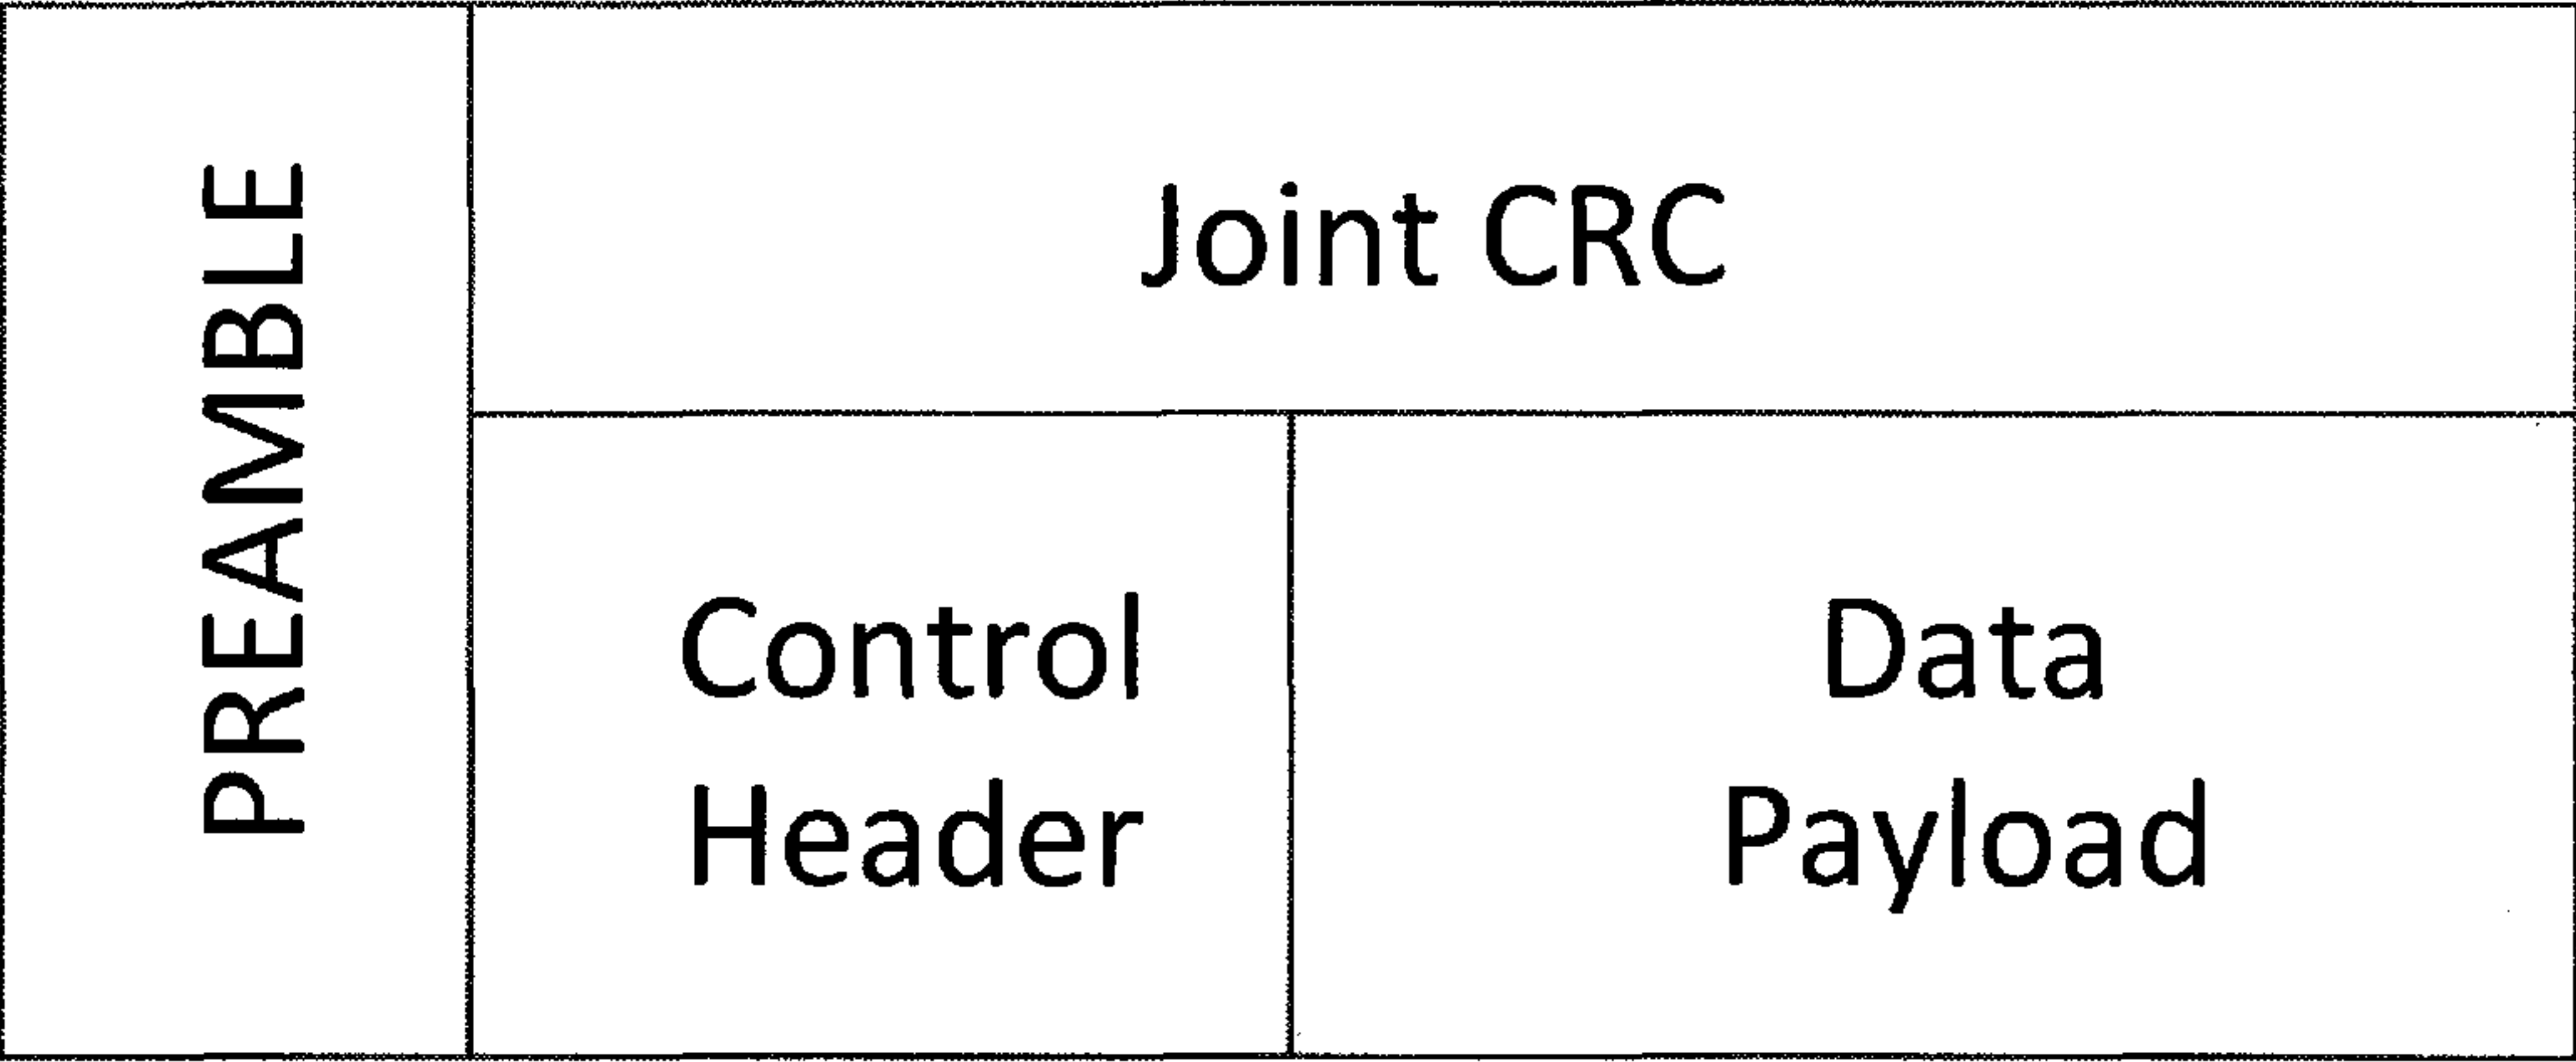 PREAMBLE
Joint CRC
Control
Header
Data
Payload